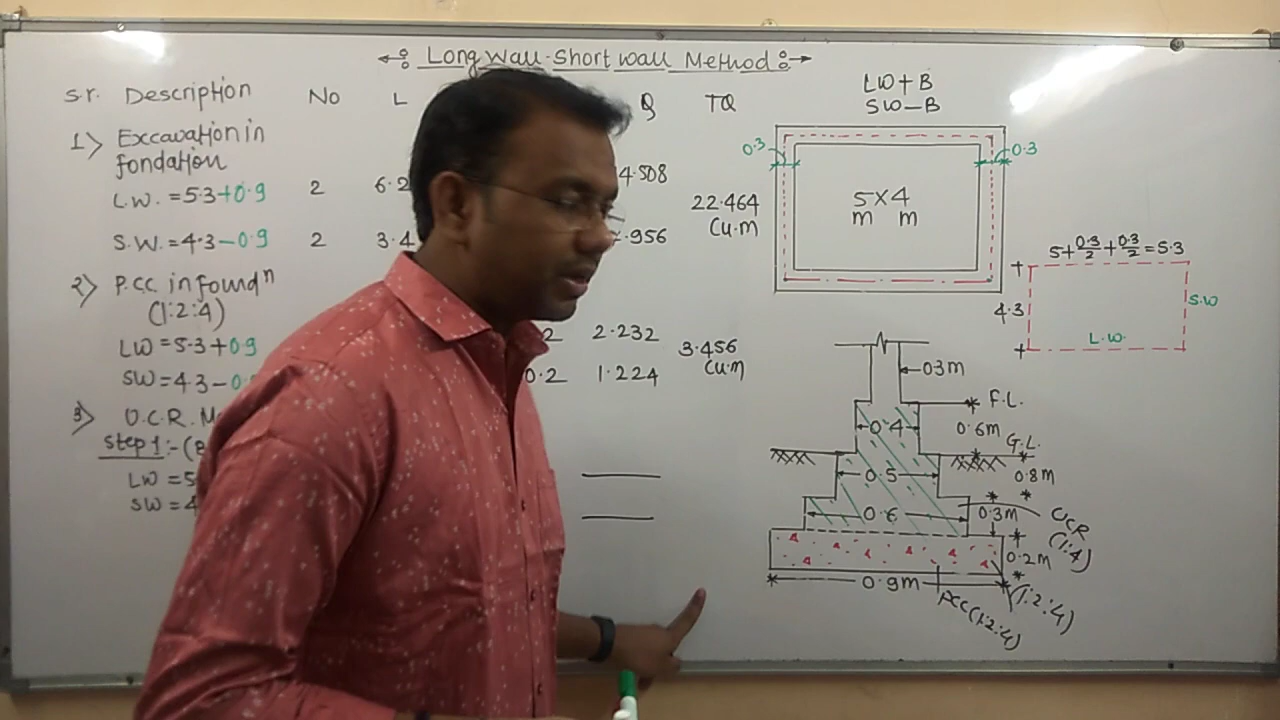 Long wall-Short wall Method
Sr. Description No L Q TQ
1) Excavation in
fondation
L.W. = 5.3+0.9 2 6.2 4.508
22.464
Cu.m
S.W. = 4.3-0.9 2 3.4 .956
2) P.CC in foundn
(1:2:4)
LW = 5.3+0.9 2 2.232
3.456
Cu.m
SW = 4.3- 0.2 1.224
3) U.C.R. M
Step 1:-(B
LW = 5
SW = 4
LW+B
SW-B
0.3 0.3
5x4
m m
5+0.3/2+0.3/2=5.3
4.3 S.W
L.W.
03m
F.L.
0.4 0.6m
G.L.
0.5 0.8m
0.6 0.3m UCR
(1:4)
0.2m
0.9m (1:2:4)
PCC(1:2:4)